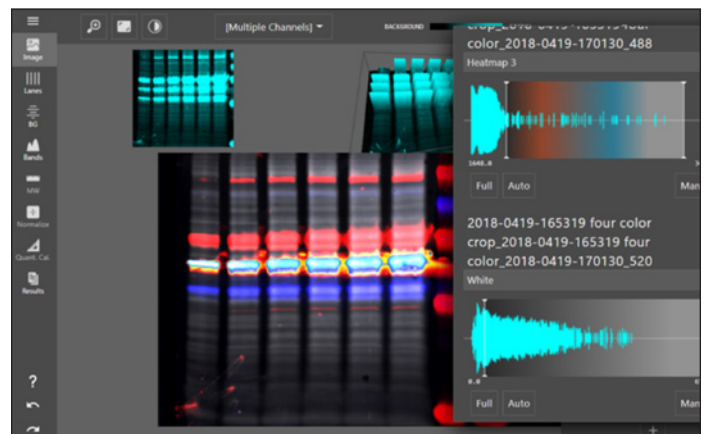 [Multiple Channels]
BACKGROUND
Image
Lanes
BG
Bands
MW
Normalize
Quant. Cal.
Results
?
color_2018-0419-170130_488
Heatmap 3
1648.0
Full
Auto
Man
2018-0419-165319 four color
crop_2018-0419-165319 four
color_2018-0419-170130_520
White
0.0
Full
Auto
Man
+